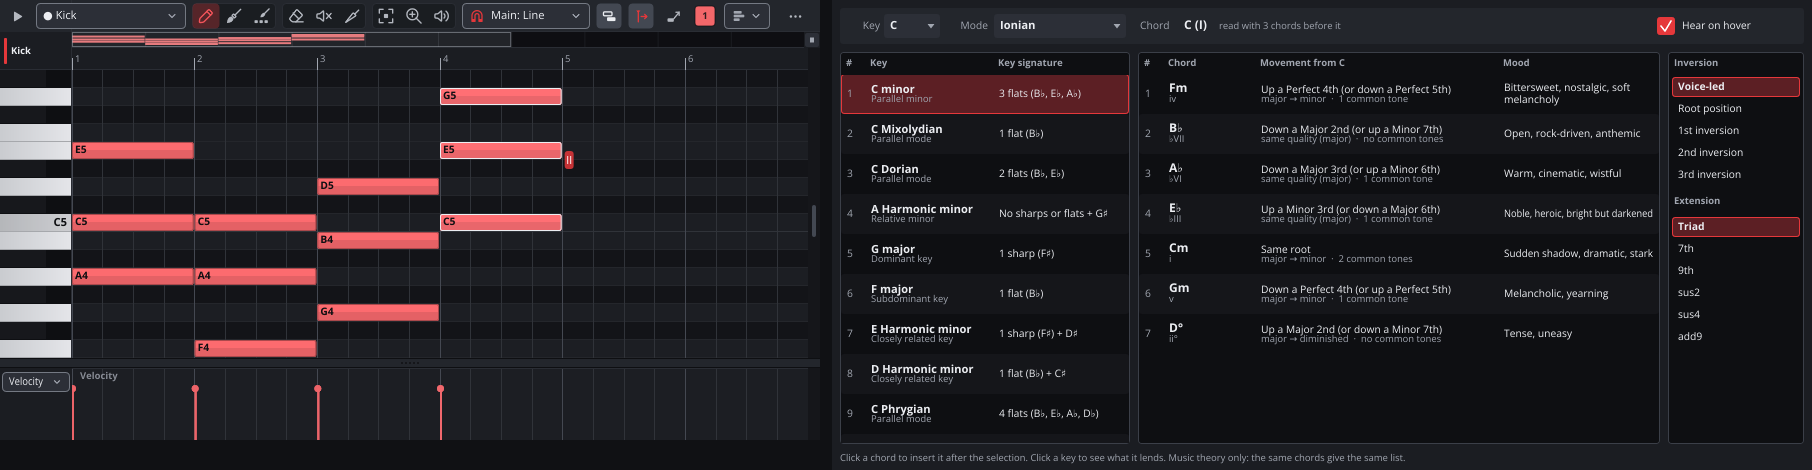 Kick
Main: Line
1
Kick
1
2
3
4
5
6
G5
E5
E5
D5
C5
C5
C5
C5
B4
A4
A4
G4
F4
Velocity
Velocity
Key
C
Mode
Ionian
Chord
C (I)
read with 3 chords before it
Hear on hover
# Key Key signature
1 C minor 3 flats (B♭, E♭, A♭)
Parallel minor
2 C Mixolydian 1 flat (B♭)
Parallel mode
3 C Dorian 2 flats (B♭, E♭)
Parallel mode
4 A Harmonic minor No sharps or flats + G♯
Relative minor
5 G major 1 sharp (F♯)
Dominant key
6 F major 1 flat (B♭)
Subdominant key
7 E Harmonic minor 1 sharp (F♯) + D♯
Closely related key
8 D Harmonic minor 1 flat (B♭) + C♯
Closely related key
9 C Phrygian 4 flats (B♭, E♭, A♭, D♭)
Parallel mode
# Chord Movement from C Mood
1 Fm Up a Perfect 4th (or down a Perfect 5th) Bittersweet, nostalgic, soft
iv major → minor · 1 common tone melancholy
2 B♭ Down a Major 2nd (or up a Minor 7th) Open, rock-driven, anthemic
♭VII same quality (major) · no common tones
3 A♭ Down a Major 3rd (or up a Minor 6th) Warm, cinematic, wistful
♭VI same quality (major) · 1 common tone
4 E♭ Up a Minor 3rd (or down a Major 6th) Noble, heroic, bright but darkened
♭III same quality (major) · 1 common tone
5 Cm Same root Sudden shadow, dramatic, stark
i major → minor · 2 common tones
6 Gm Down a Perfect 4th (or up a Perfect 5th) Melancholic, yearning
v major → minor · 1 common tone
7 D° Up a Major 2nd (or down a Minor 7th) Tense, uneasy
ii° major → diminished · no common tones
Inversion
Voice-led
Root position
1st inversion
2nd inversion
3rd inversion
Extension
Triad
7th
9th
sus2
sus4
add9
Click a chord to insert it after the selection. Click a key to see what it lends. Music theory only: the same chords give the same list.